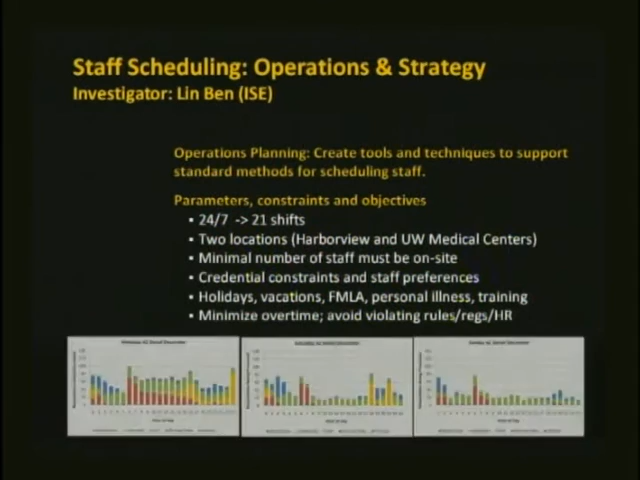 Staff Scheduling: Operations & Strategy
Investigator: Lin Ben (ISE)
Operations Planning: Create tools and techniques to support
standard methods for scheduling staff.
Parameters, constraints and objectives
▪ 24/7 -> 21 shifts
▪ Two locations (Harborview and UW Medical Centers)
▪ Minimal number of staff must be on-site
▪ Credential constraints and staff preferences
▪ Holidays, vacations, FMLA, personal illness, training
▪ Minimize overtime; avoid violating rules/regs/HR